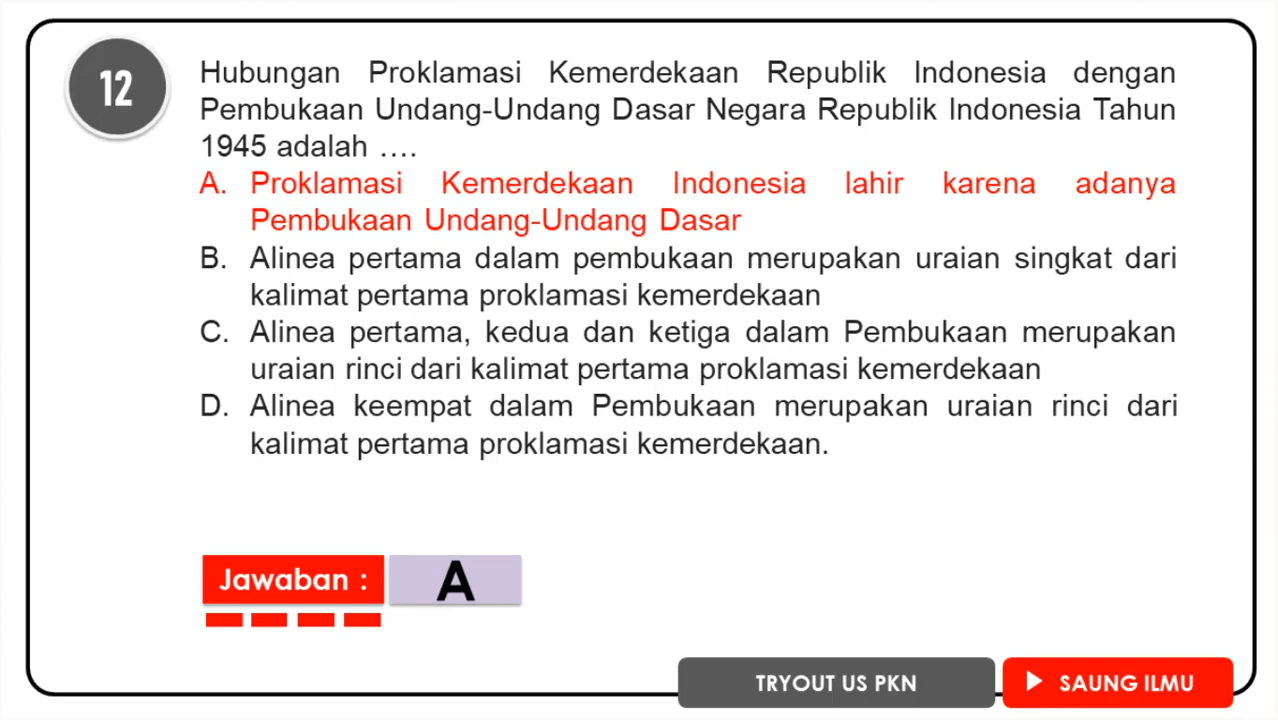 12
Hubungan Proklamasi Kemerdekaan Republik Indonesia dengan
Pembukaan Undang-Undang Dasar Negara Republik Indonesia Tahun
1945 adalah ….
A. Proklamasi Kemerdekaan Indonesia lahir karena adanya
Pembukaan Undang-Undang Dasar
B. Alinea pertama dalam pembukaan merupakan uraian singkat dari
kalimat pertama proklamasi kemerdekaan
C. Alinea pertama, kedua dan ketiga dalam Pembukaan merupakan
uraian rinci dari kalimat pertama proklamasi kemerdekaan
D. Alinea keempat dalam Pembukaan merupakan uraian rinci dari
kalimat pertama proklamasi kemerdekaan.
Jawaban : A
TRYOUT US PKN
SAUNG ILMU